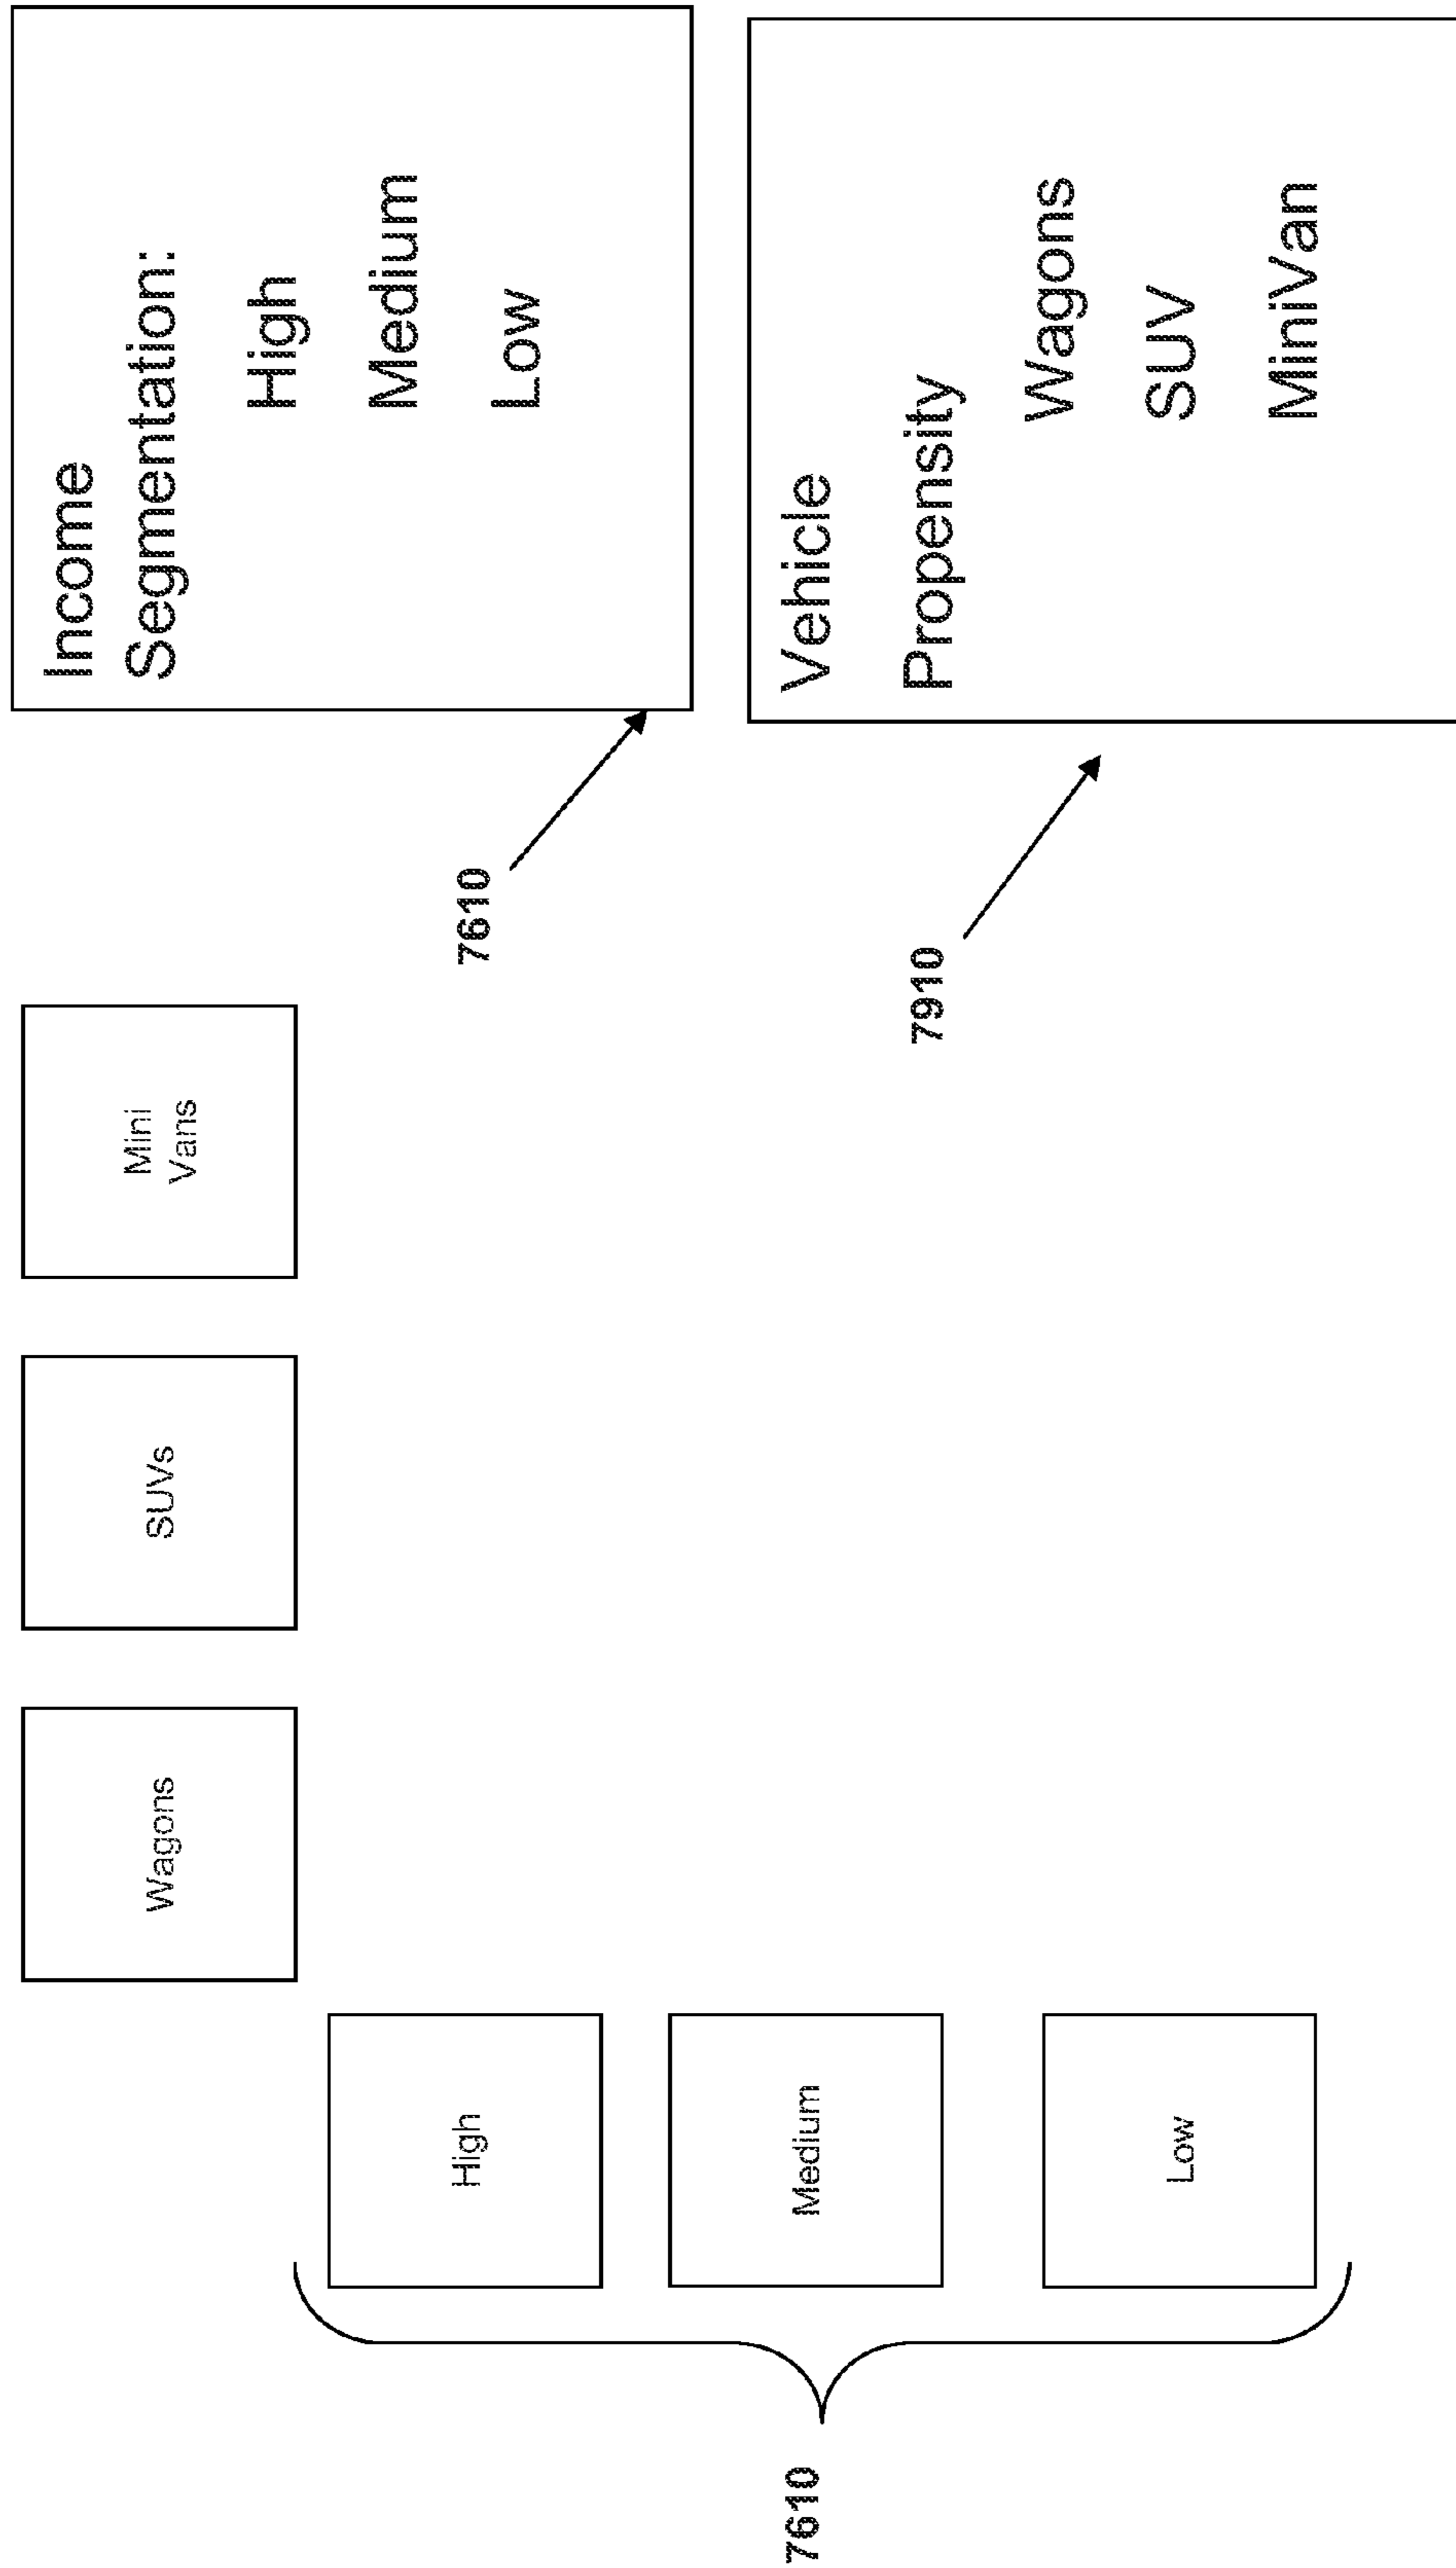 Wagons
SUVs
Mini
Vans
7610
High
Medium
Low
7610
Income
Segmentation:
High
Medium
Low
7910
Vehicle
Propensity
Wagons
SUV
MiniVan